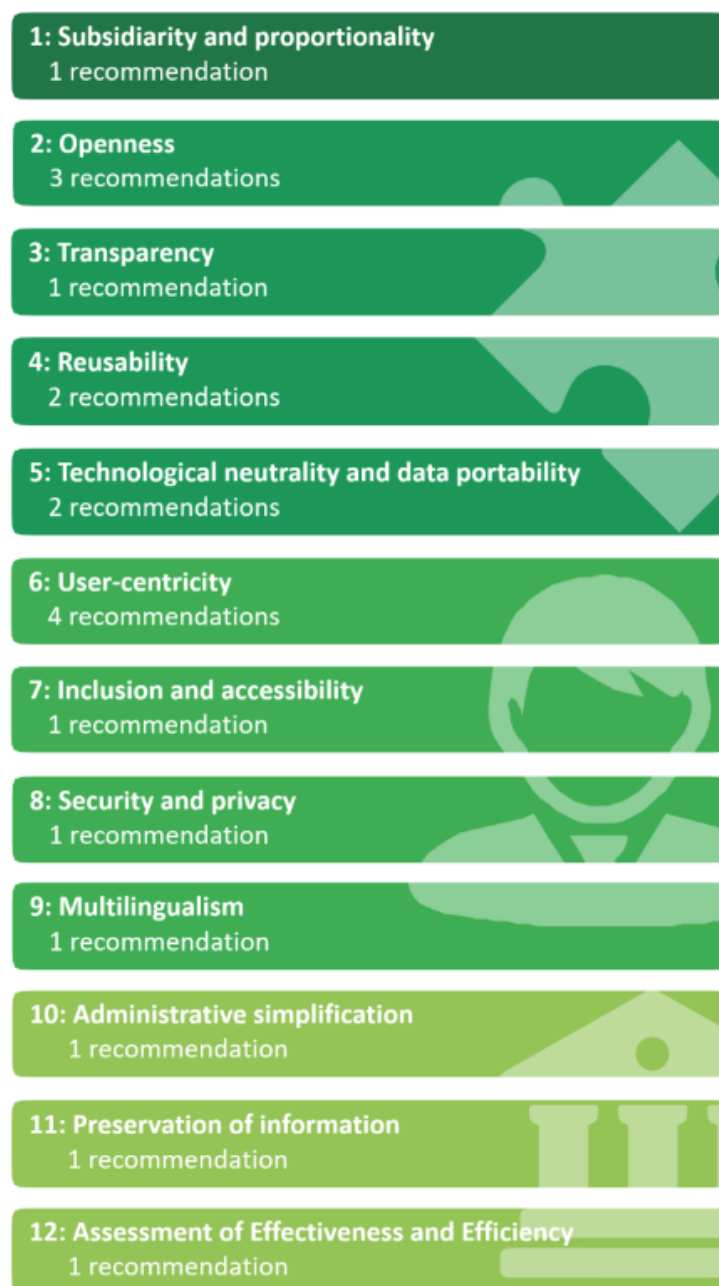 1: Subsidiarity and proportionality
1 recommendation
2: Openness
3 recommendations
3: Transparency
1 recommendation
4: Reusability
2 recommendations
5: Technological neutrality and data portability
2 recommendations
6: User-centricity
4 recommendations
7: Inclusion and accessibility
1 recommendation
8: Security and privacy
1 recommendation
9: Multilingualism
1 recommendation
10: Administrative simplification
1 recommendation
11: Preservation of information
1 recommendation
12: Assessment of Effectiveness and Efficiency
1 recommendation